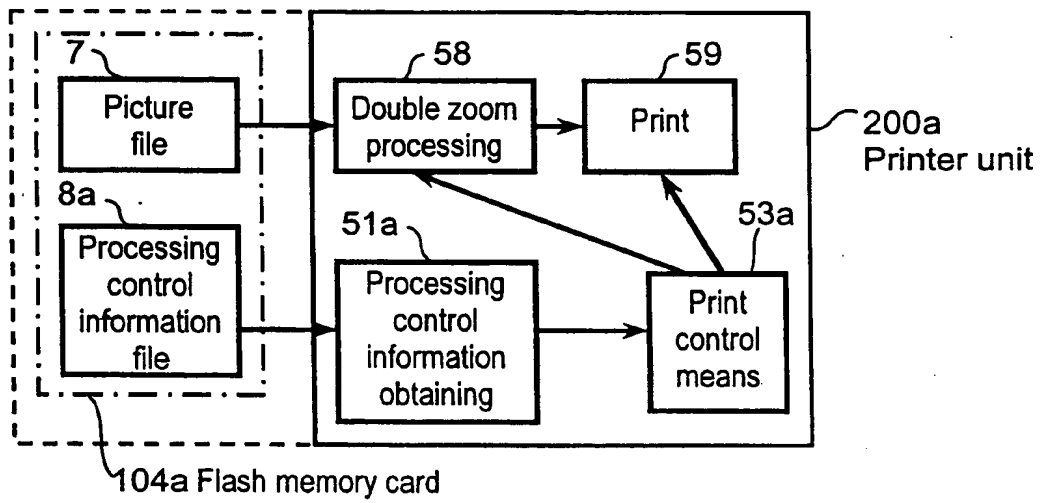 7
Picture
file
58
Double zoom
processing
59
Print
200a
Printer unit
8a
Processing
control
information
file
51a
Processing
control
information
obtaining
53a
Print
control
means
104a Flash memory card